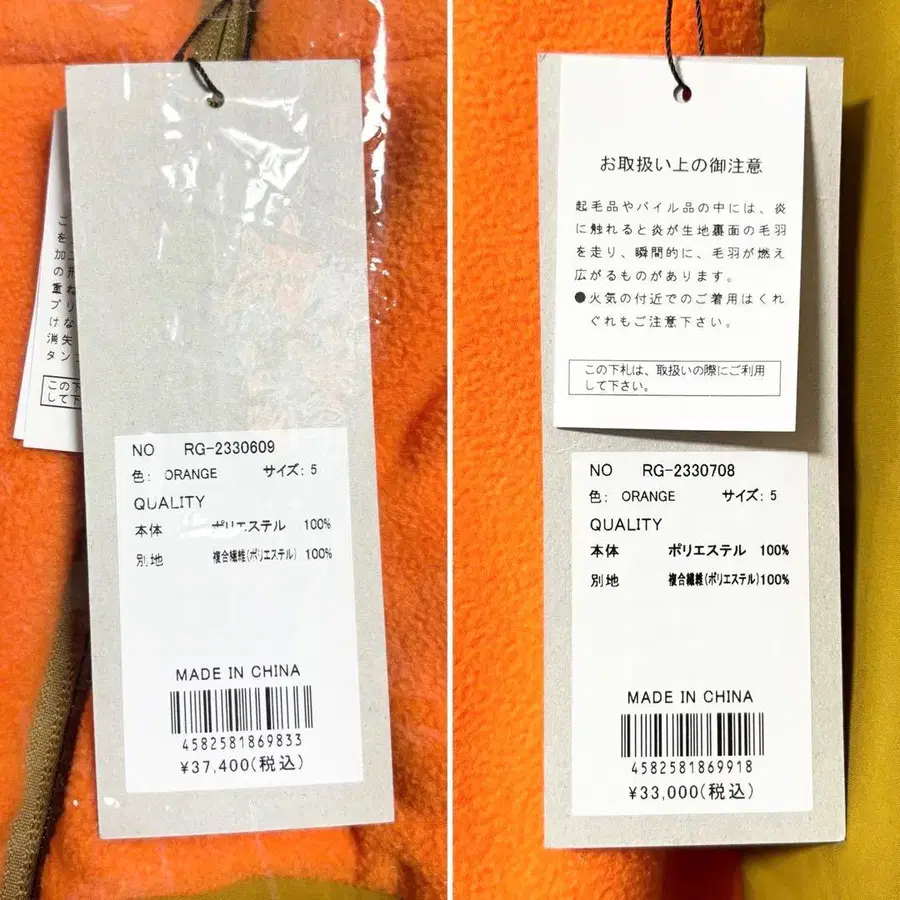 この下
して下
NO RG-2330609
色: ORANGE サイズ: 5
QUALITY
本体 ポリエステル 100%
別地 複合繊維(ポリエステル) 100%
MADE IN CHINA
4582581869833
¥37,400(税込)
お取扱い上の御注意
起毛品やパイル品の中には、炎
に触れると炎が生地裏面の毛羽
を走り、瞬間的に、毛羽が燃え
広がるものがあります。
●火気の付近でのご着用はくれ
ぐれもご注意下さい。
この下札は、取扱いの際にご利用
して下さい。
NO RG-2330708
色: ORANGE サイズ: 5
QUALITY
本体 ポリエステル 100%
別地 複合繊維(ポリエステル)100%
MADE IN CHINA
4582581869918
¥33,000(税込)